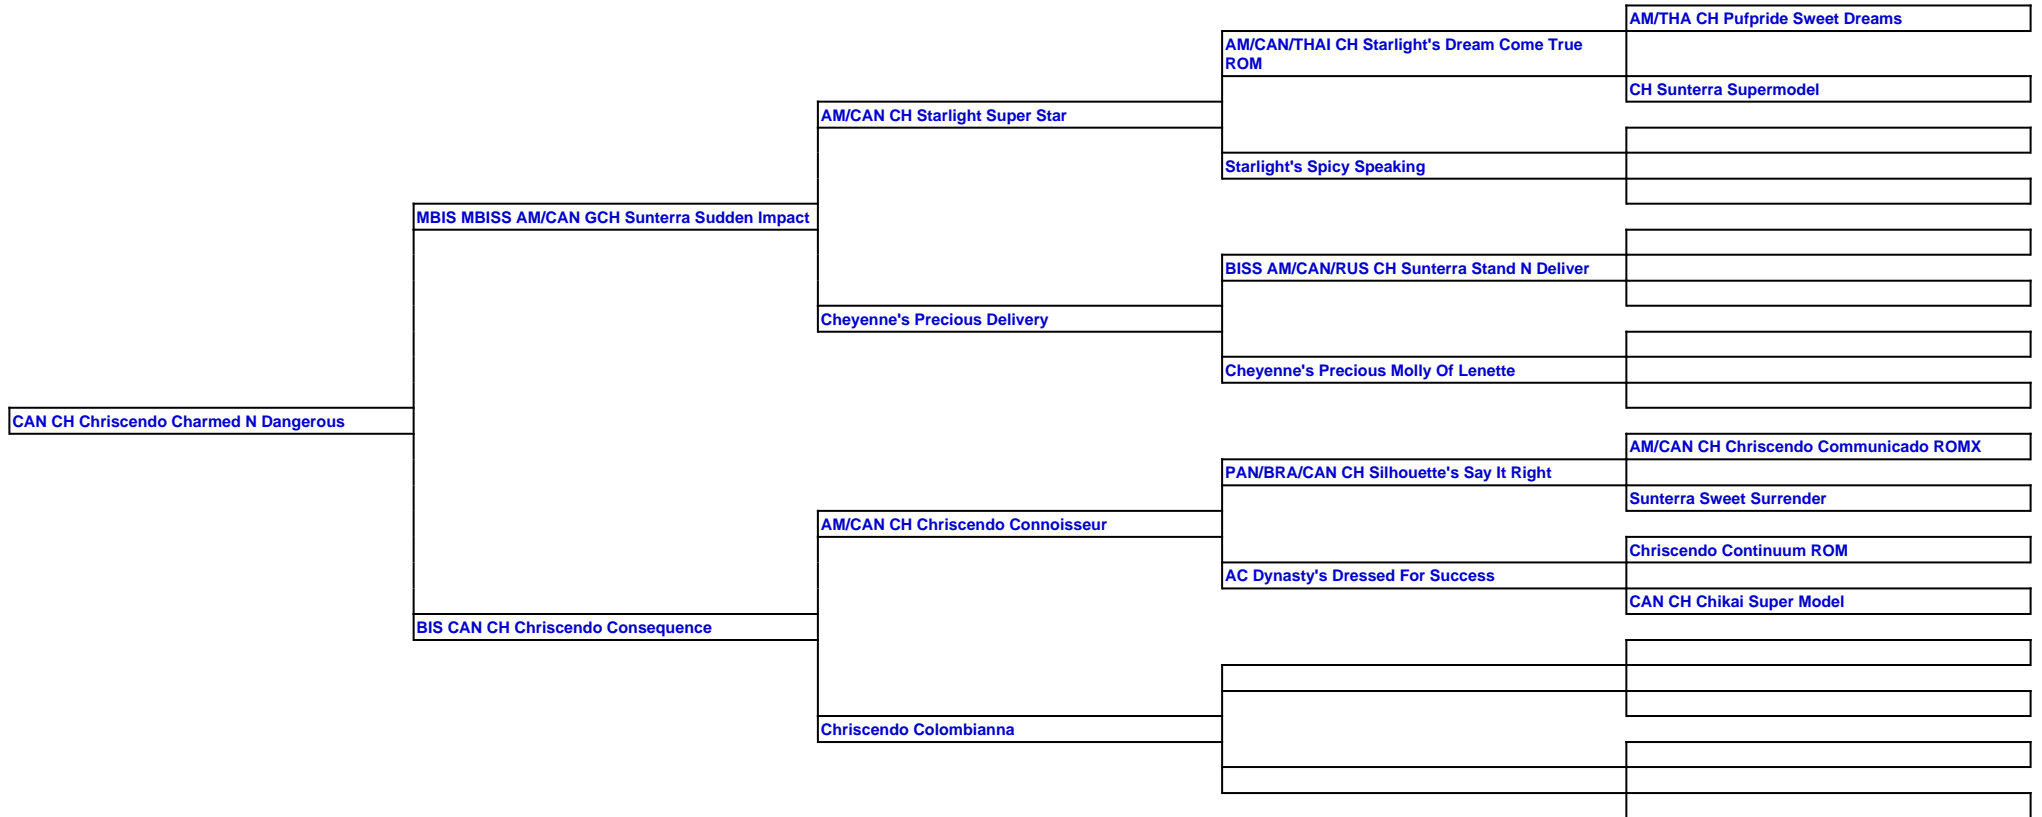 AM/THA CH Pufpride Sweet Dreams
AM/CAN/THAI CH Starlight's Dream Come True
ROM
CH Sunterra Supermodel
AM/CAN CH Starlight Super Star
Starlight's Spicy Speaking
MBIS MBISS AM/CAN GCH Sunterra Sudden Impact
BISS AM/CAN/RUS CH Sunterra Stand N Deliver
Cheyenne's Precious Delivery
Cheyenne's Precious Molly Of Lenette
CAN CH Chriscendo Charmed N Dangerous
AM/CAN CH Chriscendo Communicado ROMX
PAN/BRA/CAN CH Silhouette's Say It Right
Sunterra Sweet Surrender
AM/CAN CH Chriscendo Connoisseur
Chriscendo Continuum ROM
AC Dynasty's Dressed For Success
CAN CH Chikai Super Model
BIS CAN CH Chriscendo Consequence
Chriscendo Colombianna